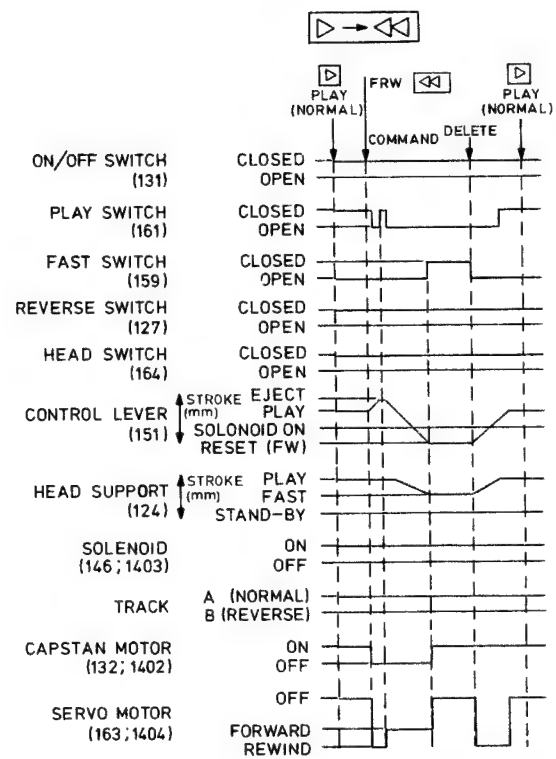 FRW
PLAY
(NORMAL)
PLAY
(NORMAL)
COMMAND
DELETE
ON/OFF SWITCH
(131)
CLOSED
OPEN
PLAY SWITCH
(161)
CLOSED
OPEN
FAST SWITCH
(159)
CLOSED
OPEN
REVERSE SWITCH
(127)
CLOSED
OPEN
HEAD SWITCH
(164)
CLOSED
OPEN
CONTROL LEVER
(151)
STROKE
(mm)
EJECT
PLAY
SOLONOID ON
RESET (FW)
HEAD SUPPORT
(124)
STROKE
(mm)
PLAY
FAST
STAND-BY
SOLENOID
(146;1403)
ON
OFF
TRACK
A (NORMAL)
B (REVERSE)
CAPSTAN MOTOR
(132;1402)
ON
OFF
SERVO MOTOR
(163;1404)
OFF
FORWARD
REWIND